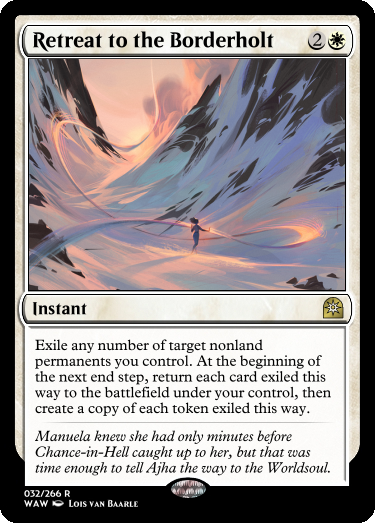 Retreat to the Borderholt 2
Instant
Exile any number of target nonland
permanents you control. At the beginning of
the next end step, return each card exiled this
way to the battlefield under your control, then
create a copy of each token exiled this way.
Manuela knew she had only minutes before
Chance-in-Hell caught up to her, but that was
time enough to tell Ajha the way to the Worldsoul.
032/266 R
WAW Lois van Baarle